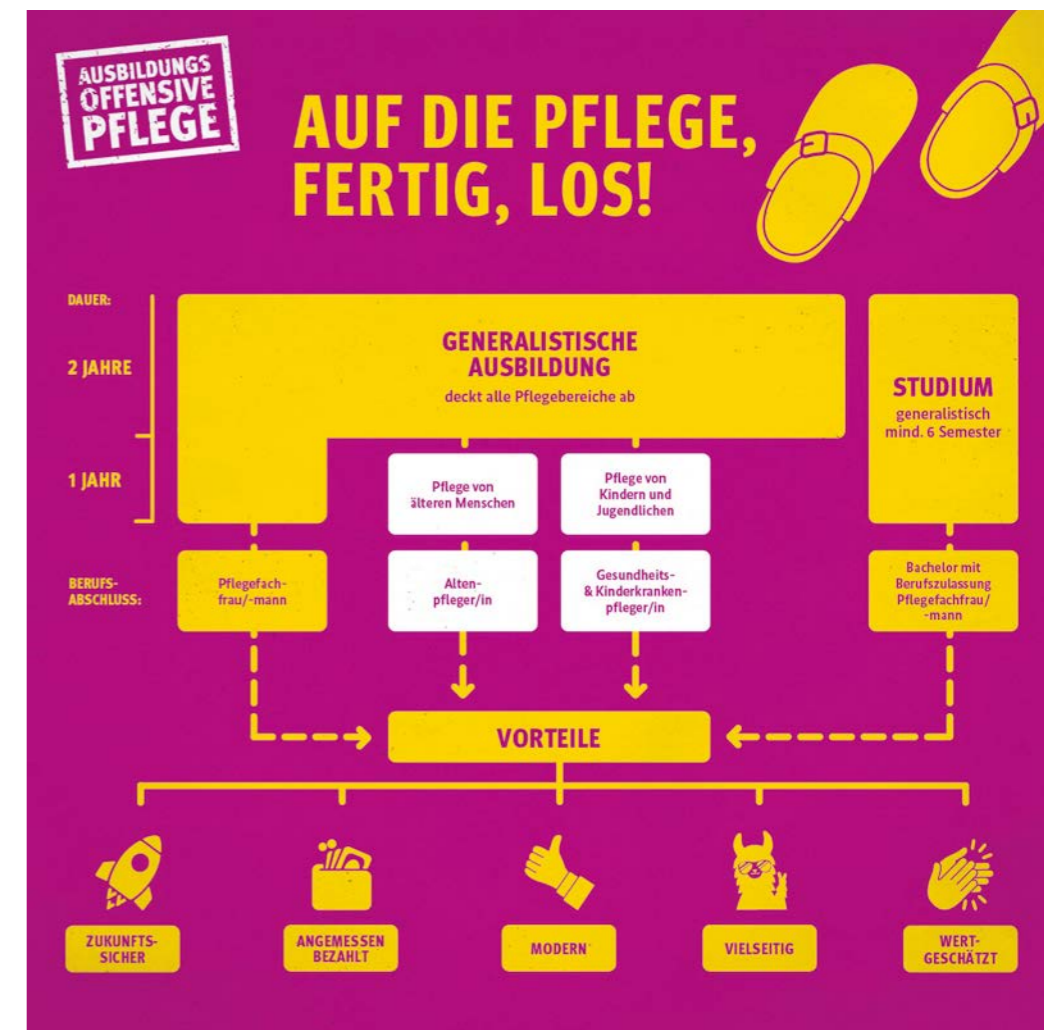 AUSBILDUNGS
OFFENSIVE
PFLEGE
AUF DIE PFLEGE,
FERTIG, LOS!
DAUER:
2 JAHRE
GENERALISTISCHE
AUSBILDUNG
deckt alle Pflegebereiche ab
STUDIUM
generalistisch
mind. 6 Semester
1 JAHR
Pflege von
älteren Menschen
Pflege von
Kindern und
Jugendlichen
BERUFS-
ABSCHLUSS:
Pflegefach-
frau/-mann
Alten-
pfleger/in
Gesundheits-
& Kinderkranken-
pfleger/in
Bachelor mit
Berufszulassung
Pflegefachfrau/
-mann
VORTEILE
ZUKUNFTS-
SICHER
ANGEMESSEN
BEZAHLT
MODERN
VIELSEITIG
WERT-
GESCHÄTZT